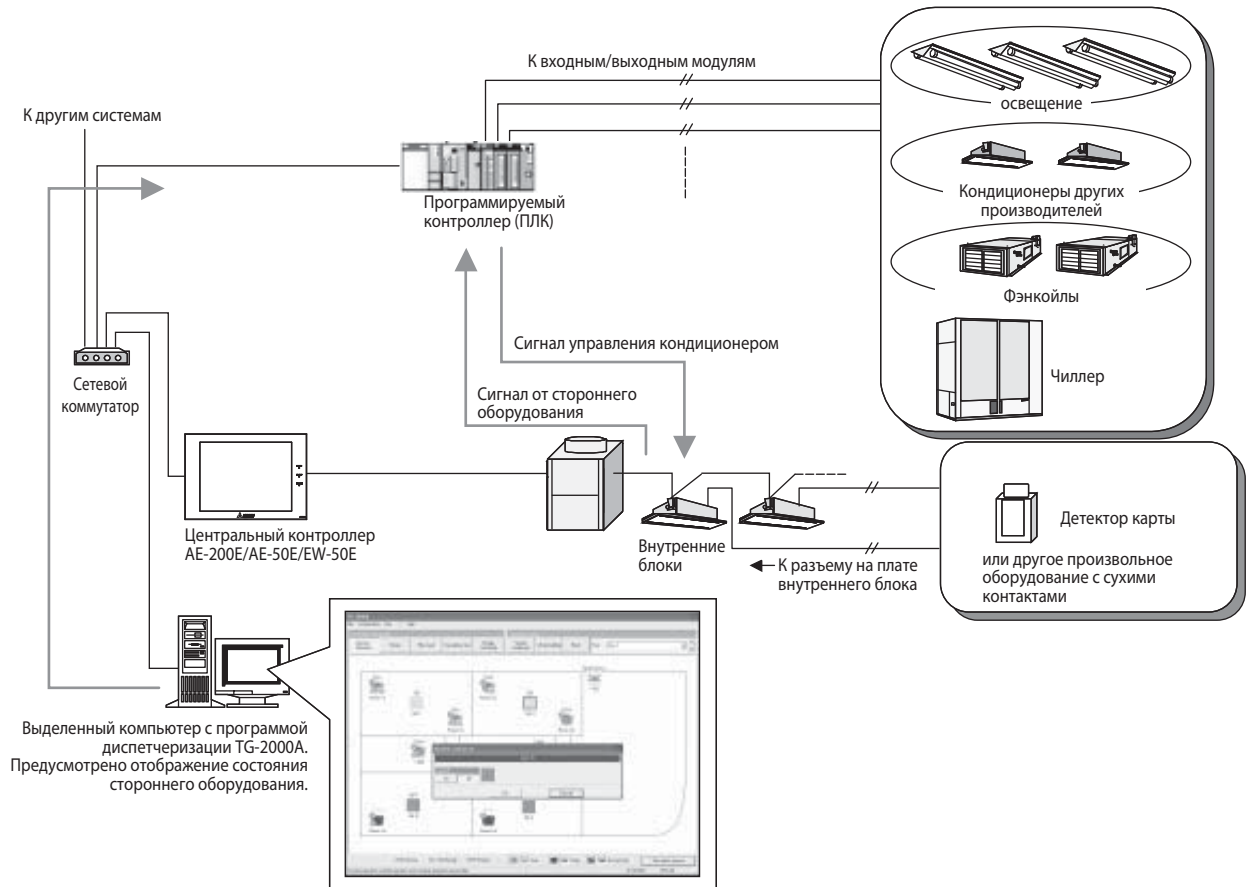 К входным/выходным модулям
К другим системам
освещение
Кондиционеры других
производителей
Программируемый
контроллер (ПЛК)
Фэнкойлы
Сигнал управления кондиционером
Чиллер
Сетевой
коммутатор
Сигнал от стороннего
оборудования
Детектор карты
Центральный контроллер
AE-200E/AE-50E/EW-50E
Внутренние
блоки
К разъему на плате
внутреннего блока
или другое произвольное
оборудование с сухими
контактами
Выделенный компьютер с программой
диспетчеризации TG-2000A.
Предусмотрено отображение состояния
стороннего оборудования.